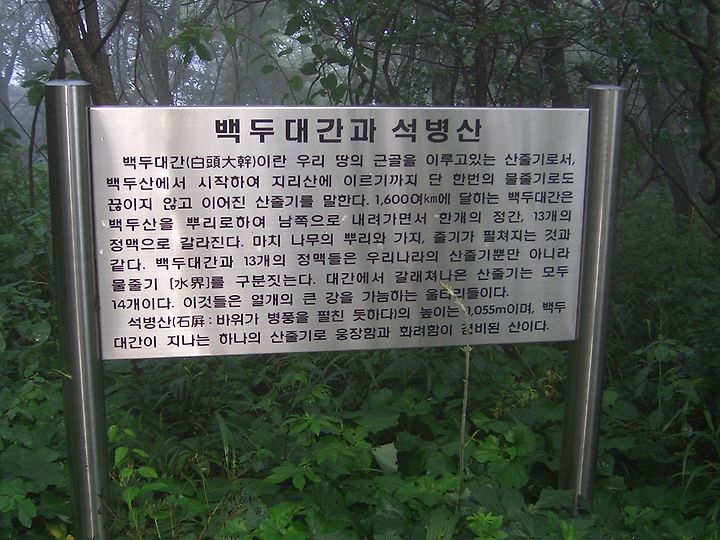 백두대간과 석병산
백두대간(白頭大幹)이란 우리 땅의 근골을 이루고있는 산줄기로서,
백두산에서 시작하여 지리산에 이르기까지 단 한번의 물줄기로도
끊이지 않고 이어진 산줄기를 말한다. 1,600여km에 달하는 백두대간은
백두산을 뿌리로하여 남쪽으로 내려가면서 한개의 정간, 13개의
정맥으로 갈라진다. 마치 나무의 뿌리와 가지, 줄기가 펼쳐지는 것과
같다. 백두대간과 13개의 정맥들은 우리나라의 산줄기뿐만 아니라
물줄기 [水界]를 구분짓는다. 대간에서 갈래쳐나온 산줄기는 모두
14개이다. 이것들은 열개의 큰 강을 가늠하는 울타리들이다.
석병산(石屛:바위가 병풍을 펼친 듯하다)의 높이는 1,055m이며, 백두
대간이 지나는 하나의 산줄기로 웅장함과 화려함이 겸비된 산이다.